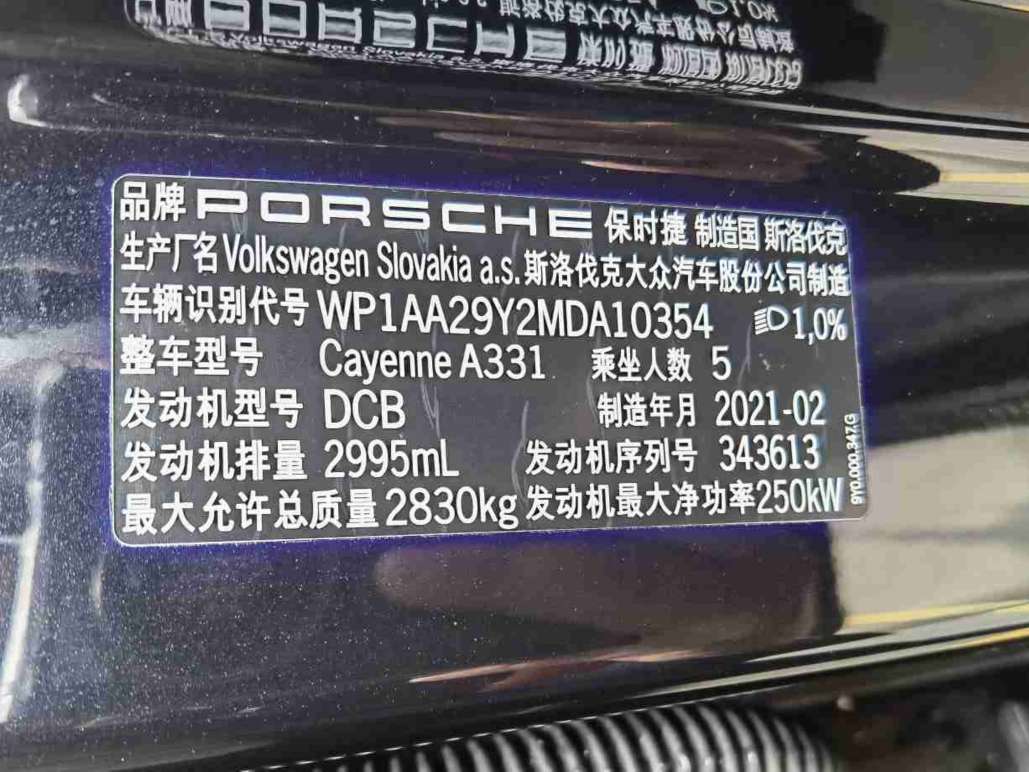 品牌 PORSCHE 保时捷 制造国 斯洛伐克
生产厂名 Volkswagen Slovakia a.s. 斯洛伐克大众汽车股份公司制造
车辆识别代号 WP1AA29Y2MDA10354 1,0%
整车型号 Cayenne A331 乘坐人数 5
发动机型号 DCB 制造年月 2021-02
发动机排量 2995mL 发动机序列号 343613
最大允许总质量 2830kg 发动机最大净功率 250kW
9Y0.000.347.G